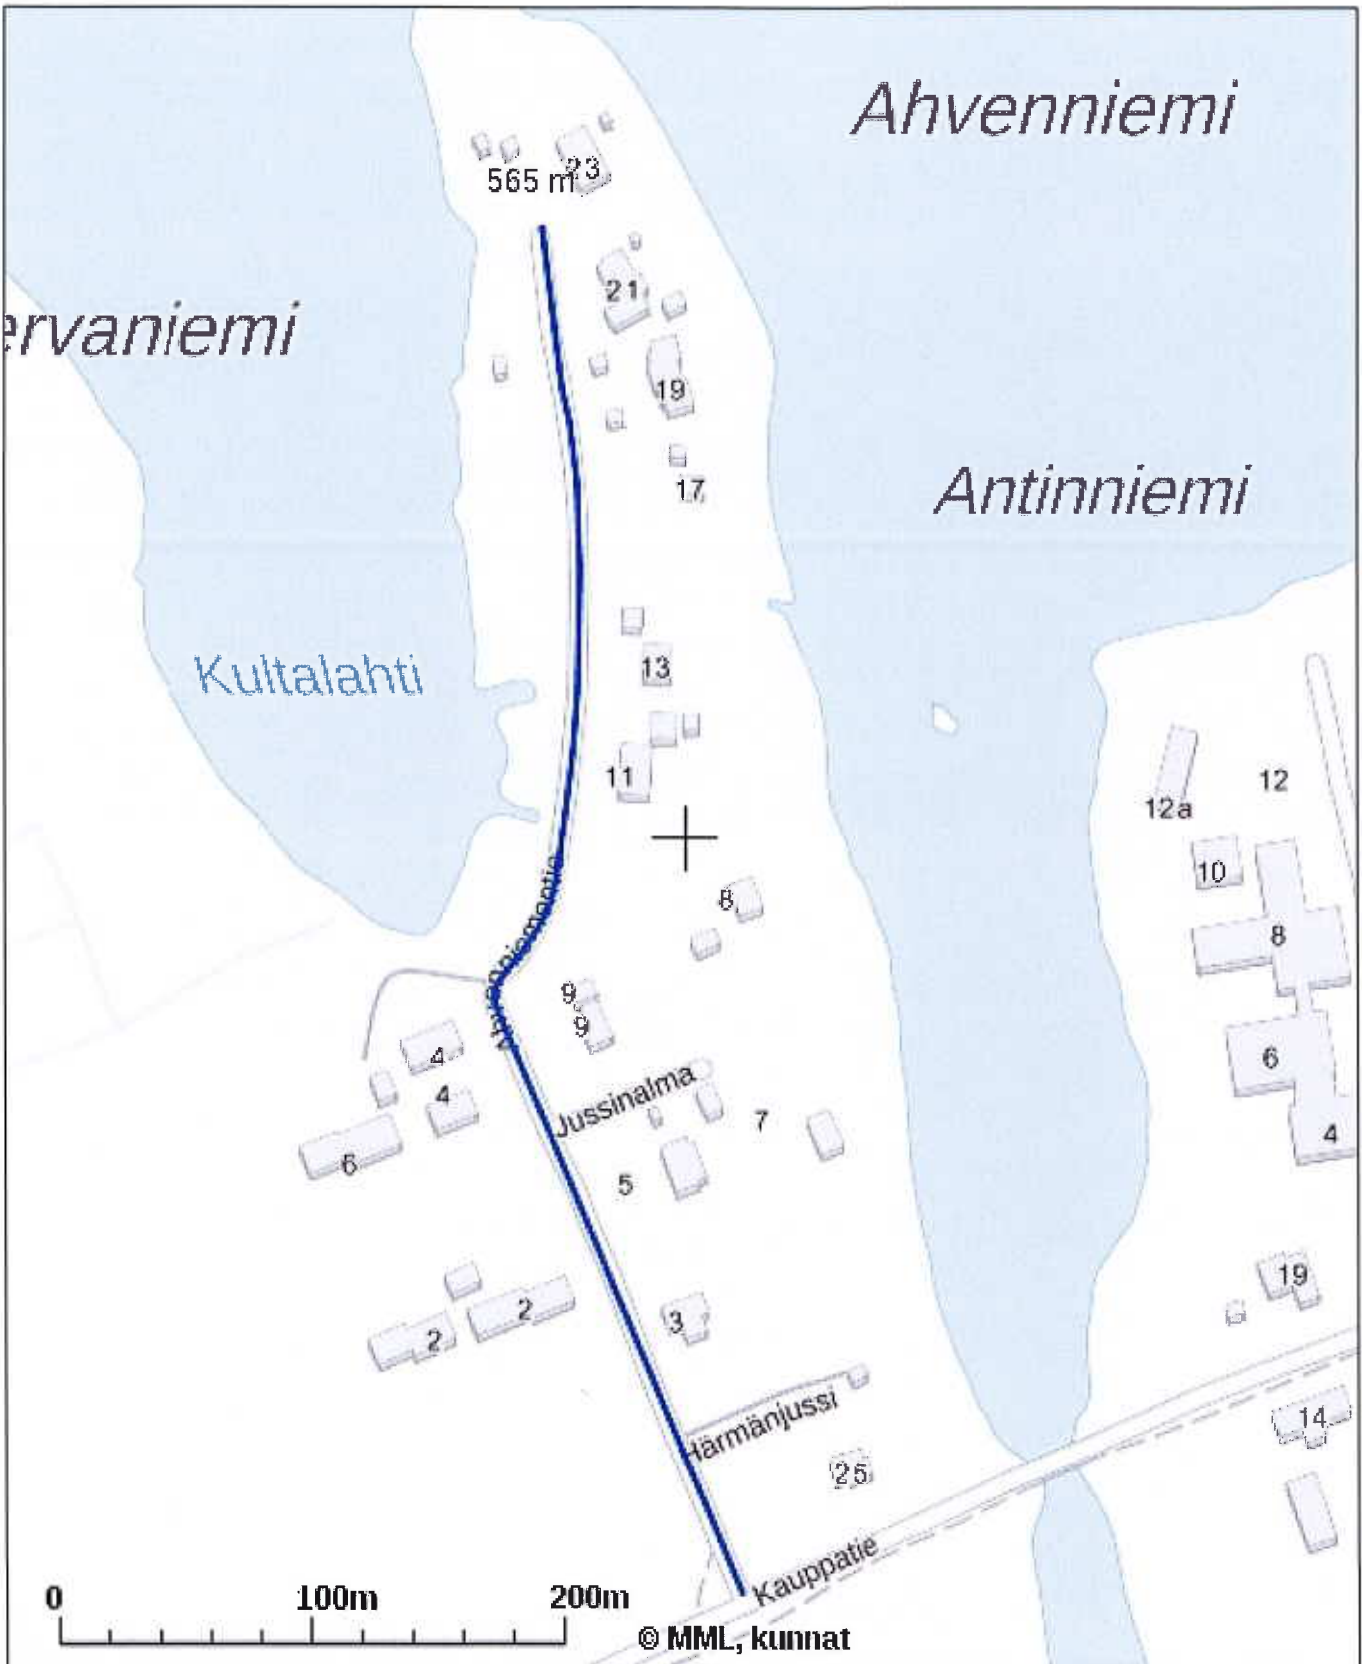 Ahvenniemi
23
565 m
21
ervaniemi
19
17
Antinniemi
13
Kultalahti
11
12
12a
10
8
8
9
9
Ahvenniementie
4
4
6
Jussinalma
7
4
6
5
19
2
2
3
Härmänjussi
14
25
Kauppatie
0 100m 200m
© MML, kunnat